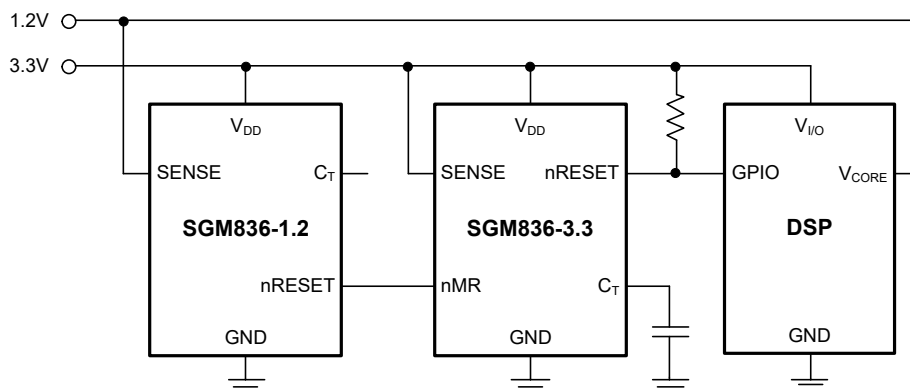 1.2V
3.3V
VDD
SENSE
CT
SGM836-1.2
nRESET
GND
VDD
SENSE
nRESET
SGM836-3.3
nMR
CT
GND
VI/O
GPIO
VCORE
DSP
GND